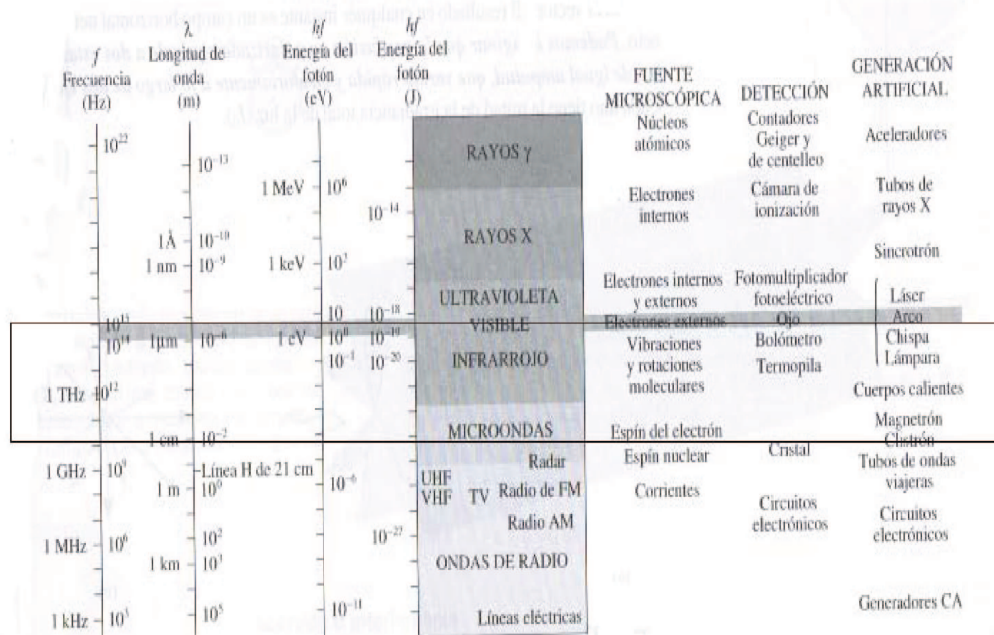 f
Frecuencia
(Hz)
λ
Longitud de
onda
(m)
hf
Energía del
fotón
(eV)
hf
Energía del
fotón
(J)
FUENTE
MICROSCÓPICA
DETECCIÓN
GENERACIÓN
ARTIFICIAL
10²²
10⁻¹³
1 MeV 10⁶
10⁻¹⁴
RAYOS γ
Núcleos
atómicos
Contadores
Geiger y
de centelleo
Aceleradores
1Å 10⁻¹⁰
1 nm 10⁻⁹
1 keV 10³
RAYOS X
Electrones
internos
Cámara de
ionización
Tubos de
rayos X
Sincrotrón
10
10⁻¹⁸
ULTRAVIOLETA
Electrones internos
y externos
Fotomultiplicador
fotoeléctrico
Láser
10¹⁵
VISIBLE
Electrones externos
Ojo
Arco
10¹⁴
1μm 10⁻⁶
1 eV 10⁰
10⁻¹⁹
10⁻¹
10⁻²⁰
INFRARROJO
Vibraciones
y rotaciones
moleculares
Bolómetro
Termopila
Chispa
Lámpara
1 THz 10¹²
Cuerpos calientes
1 cm 10⁻²
MICROONDAS
Espín del electrón
Magnetrón
Clistrón
1 GHz 10⁹
Línea H de 21 cm
Radar
Espín nuclear
Cristal
Tubos de ondas
viajeras
1 m 10⁰
10⁻⁶
UHF
VHF
TV
Radio de FM
Corrientes
Radio AM
Circuitos
electrónicos
Circuitos
electrónicos
1 MHz 10⁶
10²
10⁻²⁷
1 km 10³
ONDAS DE RADIO
1 kHz 10³
10⁵
10⁻¹¹
Líneas eléctricas
Generadores CA